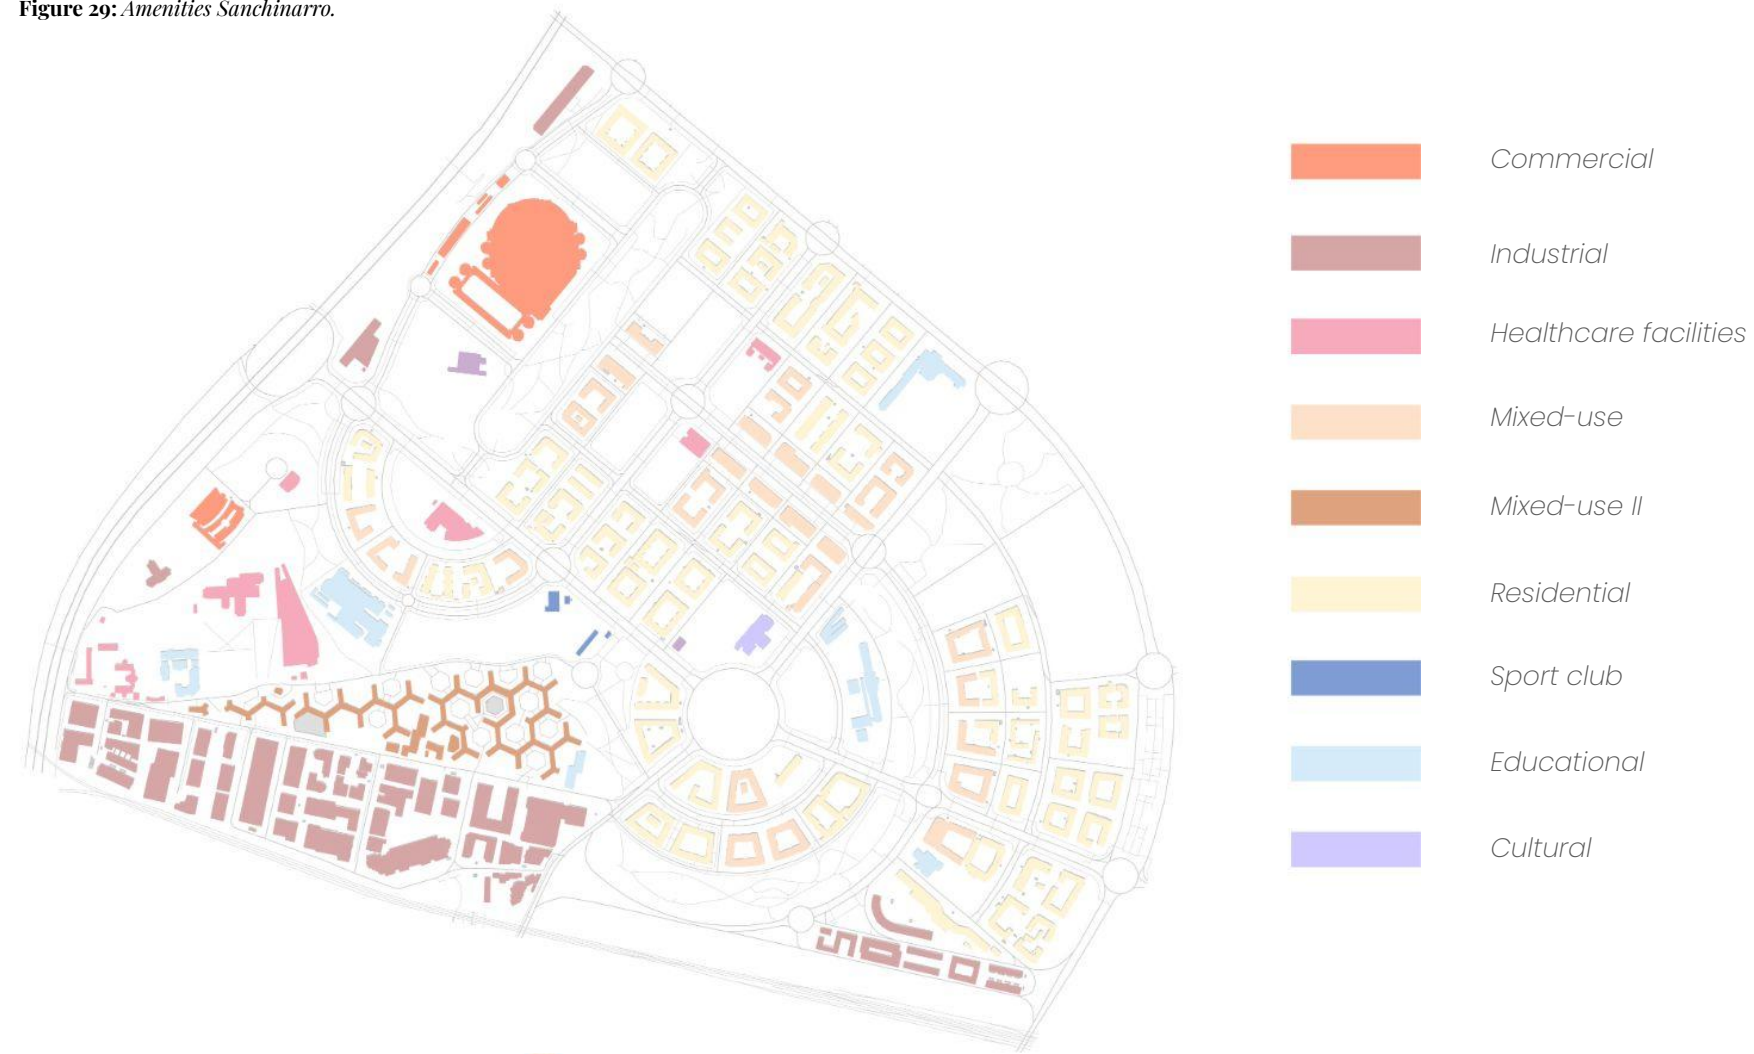 Figure 29: Amenities Sanchinarro.
Commercial
Industrial
Healthcare facilities
Mixed-use
Mixed-use II
Residential
Sport club
Educational
Cultural